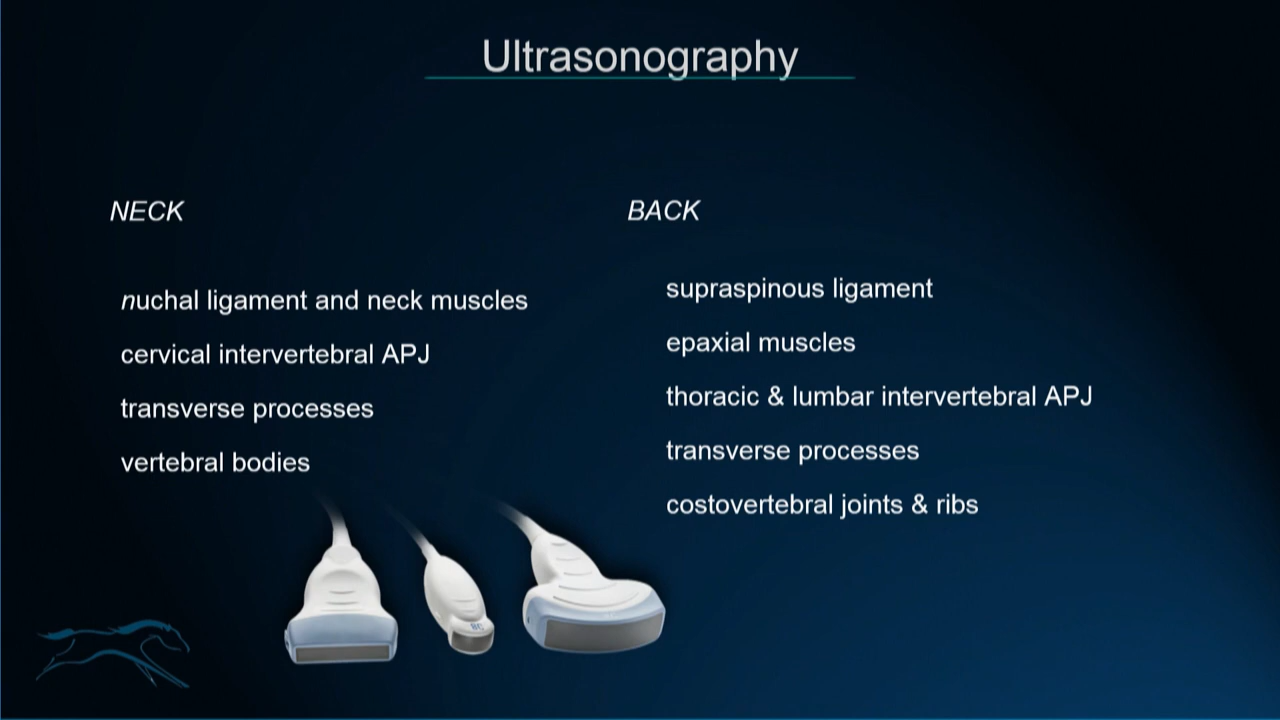 Ultrasonography
NECK
nuchal ligament and neck muscles
cervical intervertebral APJ
transverse processes
vertebral bodies
BACK
supraspinous ligament
epaxial muscles
thoracic & lumbar intervertebral APJ
transverse processes
costovertebral joints & ribs